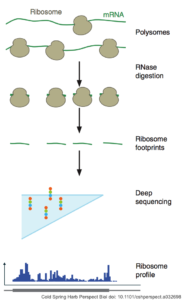 Ribosome
mRNA
Polysomes
RNase
digestion
Ribosome
footprints
Deep
sequencing
Ribosome
profile
Cold Spring Harb Perspect Biol doi: 10.1101/cshperspect.a032698